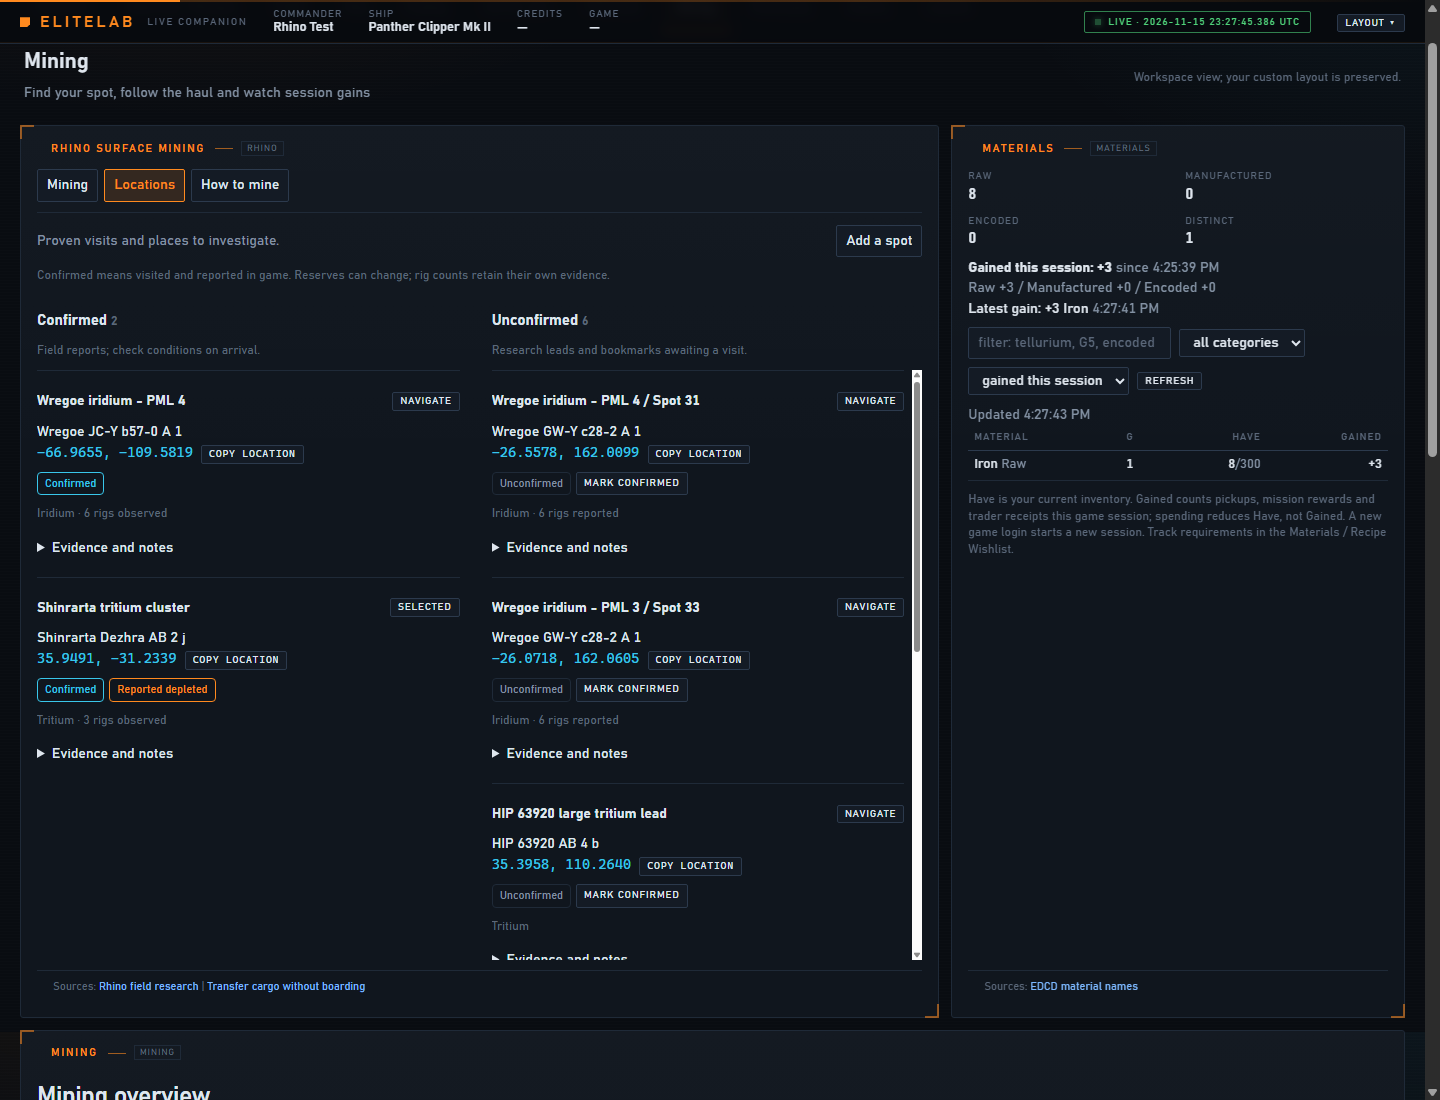 ELITELAB LIVE COMPANION
COMMANDER
Rhino Test
SHIP
Panther Clipper Mk II
CREDITS
—
GAME
—
LIVE · 2026-11-15 23:27:45.386 UTC
LAYOUT ▾
Mining
Find your spot, follow the haul and watch session gains
Workspace view; your custom layout is preserved.
RHINO SURFACE MINING — RHINO
Mining
Locations
How to mine
Proven visits and places to investigate.
Add a spot
Confirmed means visited and reported in game. Reserves can change; rig counts retain their own evidence.
Confirmed 2
Field reports; check conditions on arrival.
Wregoe iridium - PML 4
NAVIGATE
Wregoe JC-Y b57-0 A 1
−66.9655, −109.5819 COPY LOCATION
Confirmed
Iridium · 6 rigs observed
▶ Evidence and notes
Shinrarta tritium cluster
SELECTED
Shinrarta Dezhra AB 2 j
35.9491, −31.2339 COPY LOCATION
Confirmed Reported depleted
Tritium · 3 rigs observed
▶ Evidence and notes
Unconfirmed 6
Research leads and bookmarks awaiting a visit.
Wregoe iridium - PML 4 / Spot 31
NAVIGATE
Wregoe GW-Y c28-2 A 1
−26.5578, 162.0099 COPY LOCATION
Unconfirmed MARK CONFIRMED
Iridium · 6 rigs reported
▶ Evidence and notes
Wregoe iridium - PML 3 / Spot 33
NAVIGATE
Wregoe GW-Y c28-2 A 1
−26.0718, 162.0605 COPY LOCATION
Unconfirmed MARK CONFIRMED
Iridium · 6 rigs reported
▶ Evidence and notes
HIP 63920 large tritium lead
NAVIGATE
HIP 63920 AB 4 b
35.3958, 110.2640 COPY LOCATION
Unconfirmed MARK CONFIRMED
Tritium
▶ Evidence and notes
Sources: Rhino field research | Transfer cargo without boarding
MATERIALS — MATERIALS
RAW
8
MANUFACTURED
0
ENCODED
0
DISTINCT
1
Gained this session: +3 since 4:25:39 PM
Raw +3 / Manufactured +0 / Encoded +0
Latest gain: +3 Iron 4:27:41 PM
filter: tellurium, G5, encoded
all categories
gained this session
REFRESH
Updated 4:27:43 PM
MATERIAL G HAVE GAINED
Iron Raw 1 8/300 +3
Have is your current inventory. Gained counts pickups, mission rewards and
trader receipts this game session; spending reduces Have, not Gained. A new
game login starts a new session. Track requirements in the Materials / Recipe
Wishlist.
Sources: EDCD material names
MINING — MINING
Mining overview